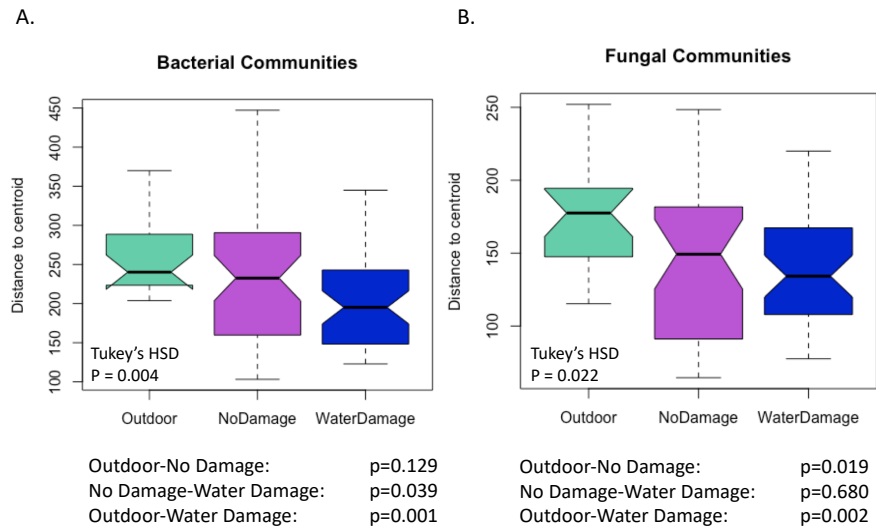 A.
Bacterial Communities
Distance to centroid
450
400
350
300
250
200
150
100
Tukey's HSD
P = 0.004
Outdoor NoDamage WaterDamage
Outdoor-No Damage: p=0.129
No Damage-Water Damage: p=0.039
Outdoor-Water Damage: p=0.001
B.
Fungal Communities
Distance to centroid
250
200
150
100
Tukey's HSD
P = 0.022
Outdoor NoDamage WaterDamage
Outdoor-No Damage: p=0.019
No Damage-Water Damage: p=0.680
Outdoor-Water Damage: p=0.002